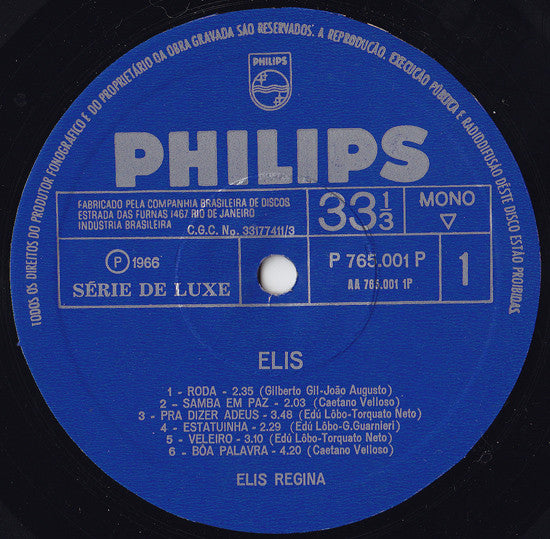 TODOS OS DIREITOS DO PRODUTOR FONOGRÁFICO E DO PROPRIETÁRIO DA OBRA GRAVADA SÃO RESERVADOS. A REPRODUÇÃO, EXECUÇÃO PÚBLICA E RADIODIFUSÃO DÊSTE DISCO ESTÃO PROIBIDAS
PHILIPS
PHILIPS
FABRICADO PELA COMPANHIA BRASILEIRA DE DISCOS
ESTRADA DAS FURNAS 1467 RIO DE JANEIRO
INDÚSTRIA BRASILEIRA
C.G.C. No. 33177411/3
33 1/3
MONO
℗ 1966
SÉRIE DE LUXE
P 765.001 P
AA 765.001 1P
1
ELIS
1 - RODA - 2.35 (Gilberto Gil-João Augusto)
2 - SAMBA EM PAZ - 2.03 (Caetano Velloso)
3 - PRA DIZER ADEUS - 3.48 (Edú Lôbo-Torquato Neto)
4 - ESTATUINHA - 2.29 (Edú Lôbo-G.Guarnieri)
5 - VELEIRO - 3.10 (Edú Lôbo-Torquato Neto)
6 - BÔA PALAVRA - 4.20 (Caetano Velloso)
ELIS REGINA